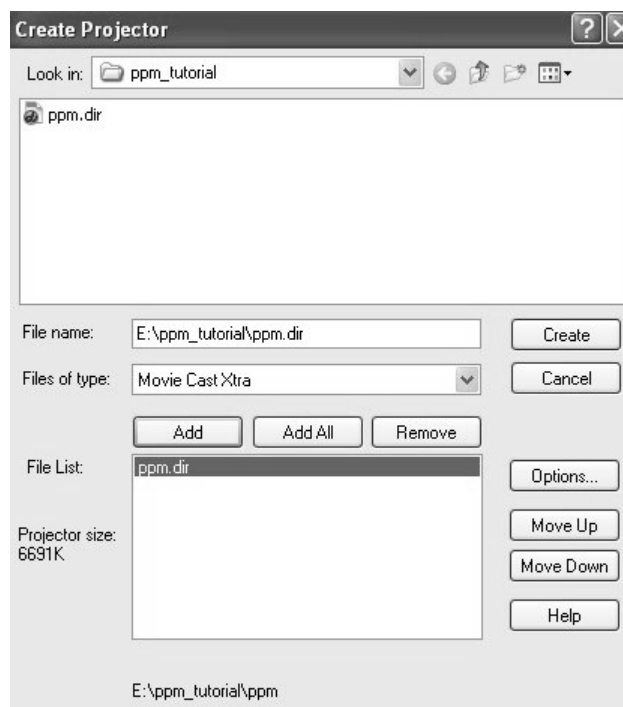 Create Projector
Look in: ppm_tutorial
ppm.dir
File name: E:\ppm_tutorial\ppm.dir
Create
Files of type: Movie Cast Xtra
Cancel
Add Add All Remove
File List: ppm.dir
Options...
Projector size:
6691K
Move Up
Move Down
Help
E:\ppm_tutorial\ppm